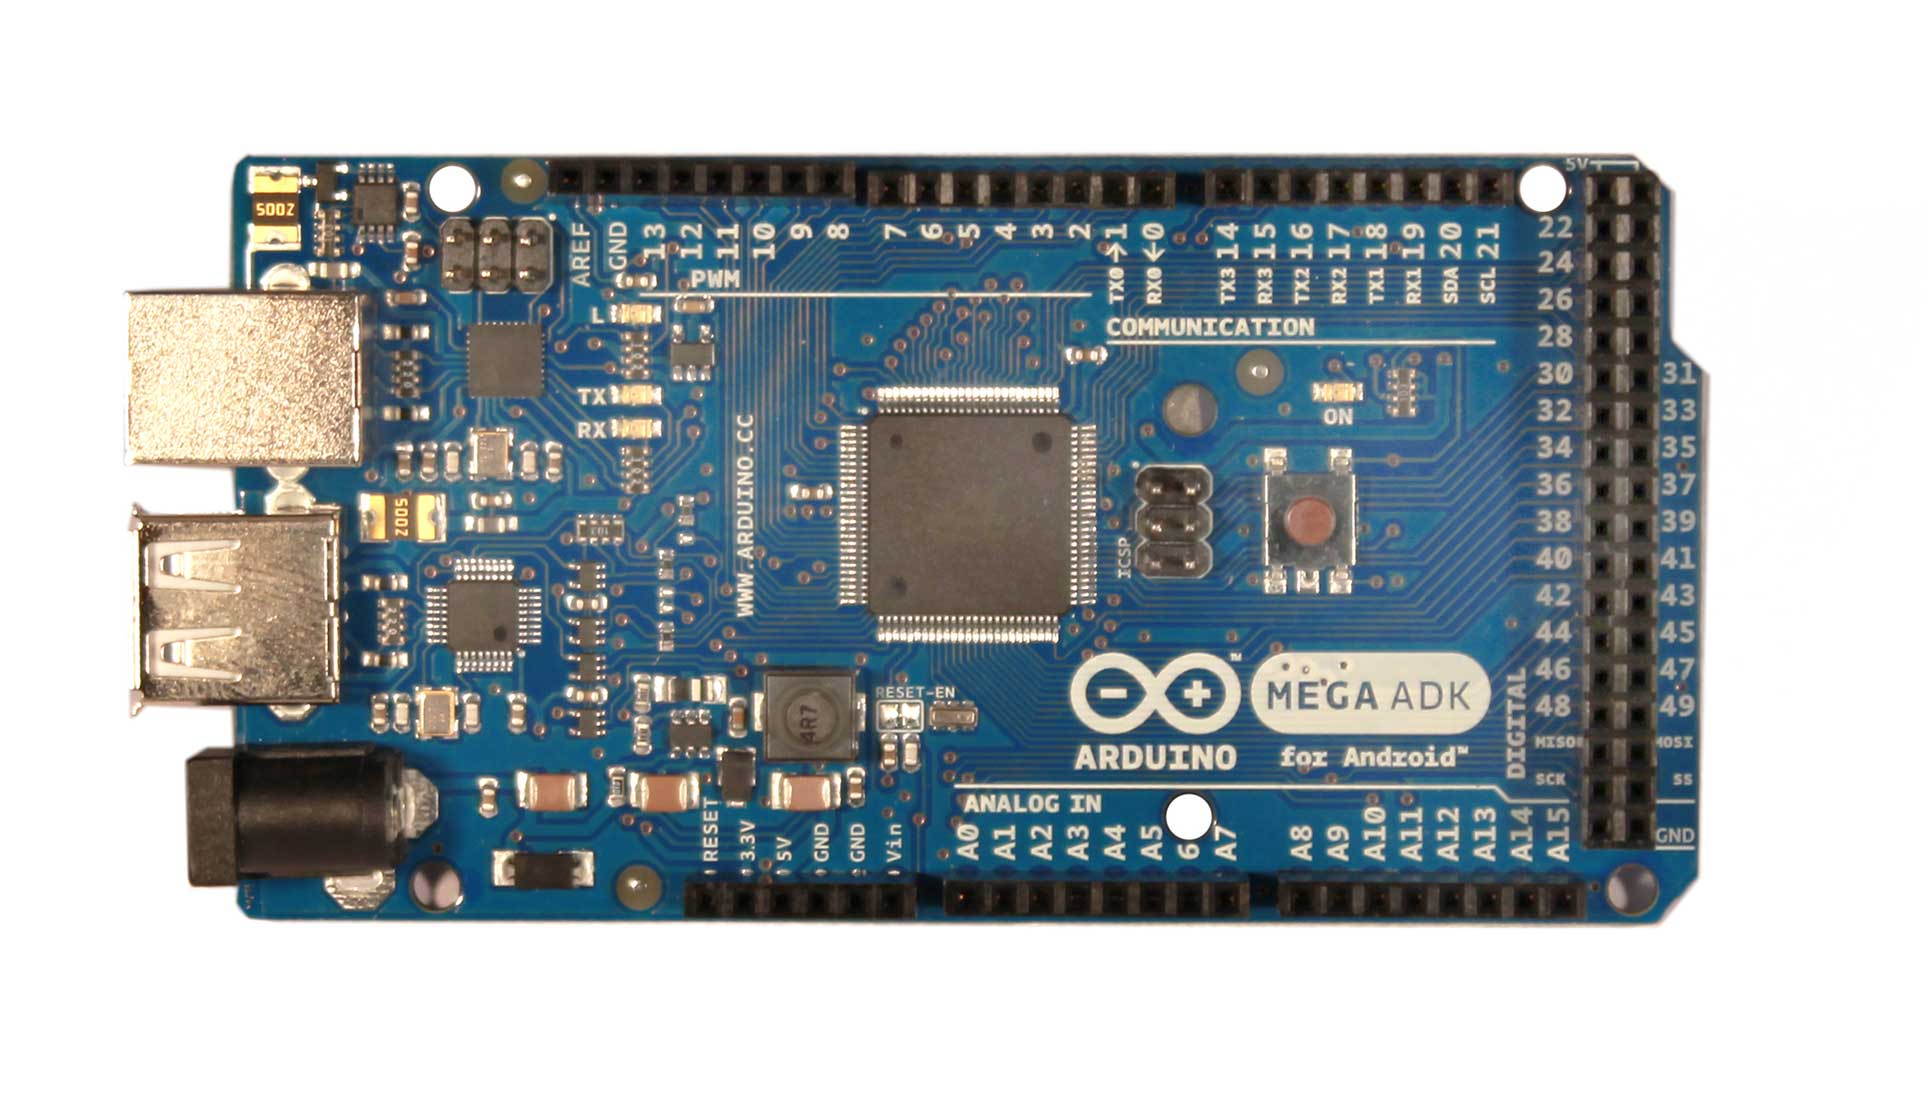 5V
AREF
GND
13
12
11
10
9
8
7
6
5
4
3
2
TX0→1
RX0←0
TX3 14
RX3 15
TX2 16
RX2 17
TX1 18
RX1 19
SDA 20
SCL 21
PWM
COMMUNICATION
L
TX
RX
ON
WWW.ARDUINO.CC
ICSP
22
24
26
28
30 31
32 33
34 35
36 37
38 39
40 41
42 43
44 45
46 47
48 49
SCK SS
GND
DIGITAL
500Z
500Z
4R7
RESET-EN
ARDUINO
™
MEGA ADK
for Android™
ANALOG IN
RESET
3.3V
5V
GND
GND
Vin
A0
A1
A2
A3
A4
A5
6
A7
A8
A9
A10
A11
A12
A13
A14
A15